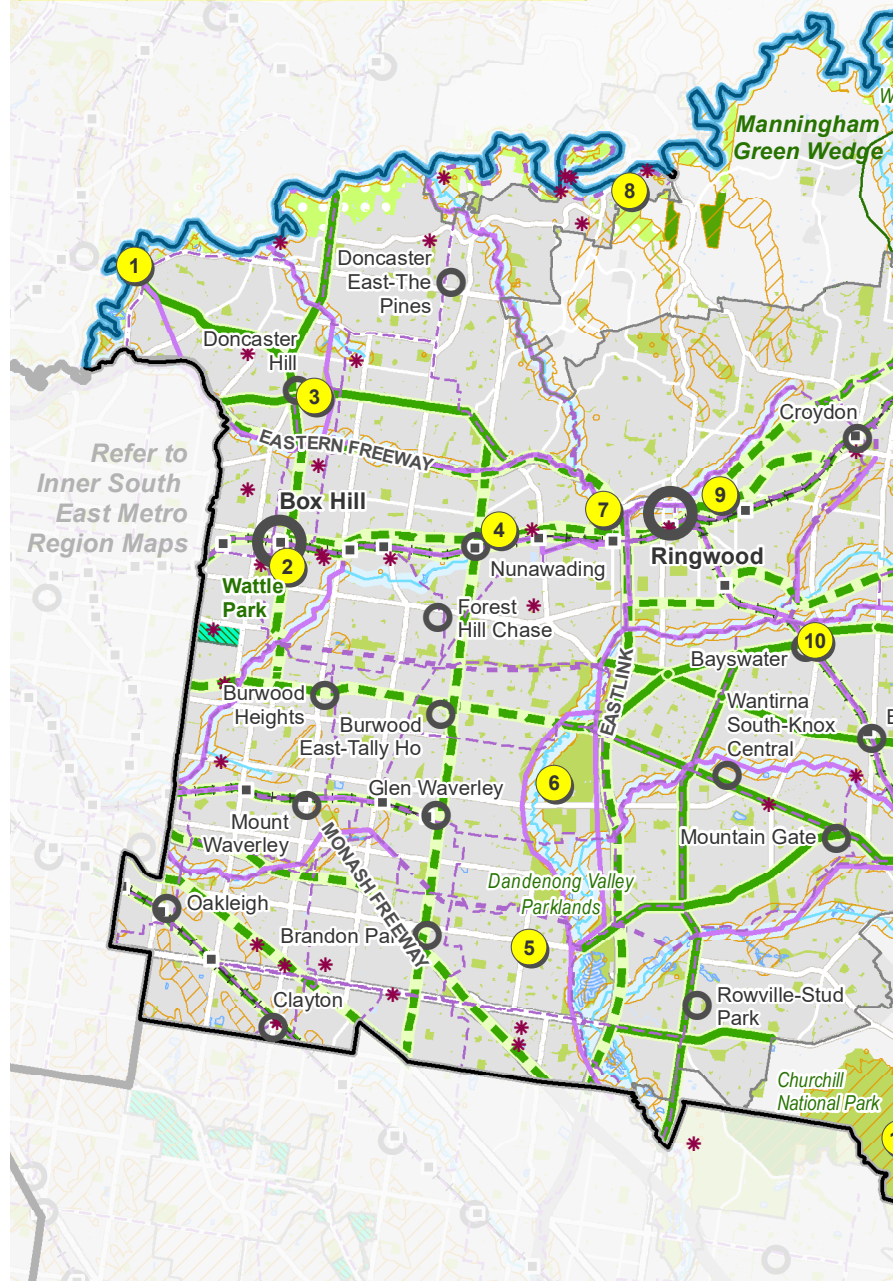 W
Manningham
Green Wedge
8
1
Doncaster
East-The
Pines
Doncaster
Hill
3
Croydon
EASTERN FREEWAY
Refer to
Inner South
East Metro
Region Maps
Box Hill
9
7
4
Ringwood
Nunawading
2
Wattle
Park
Forest
Hill Chase
10
Bayswater
EASTLINK
Burwood
Heights
Burwood
East-Tally Ho
Wantirna
South-Knox
Central
B
6
Glen Waverley
Mount
Waverley
MONASH FREEWAY
Mountain Gate
Dandenong Valley
Parklands
Oakleigh
Brandon Park
5
Clayton
Rowville-Stud
Park
Churchill
National Park
1